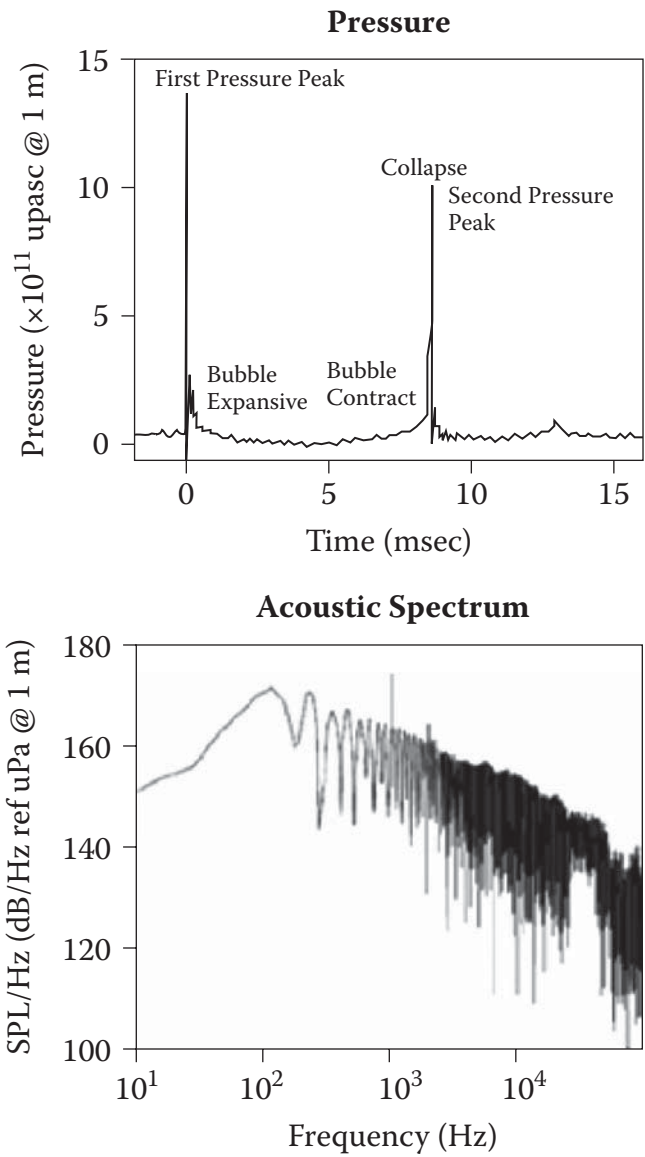 Pressure
Pressure (×10¹¹ upasc @ 1 m)
15
10
5
0
First Pressure Peak
Collapse
Second Pressure
Peak
Bubble
Expansive
Bubble
Contract
0
5
10
15
Time (msec)
Acoustic Spectrum
SPL/Hz (dB/Hz ref uPa @ 1 m)
180
160
140
120
100
10¹
10²
10³
10⁴
Frequency (Hz)